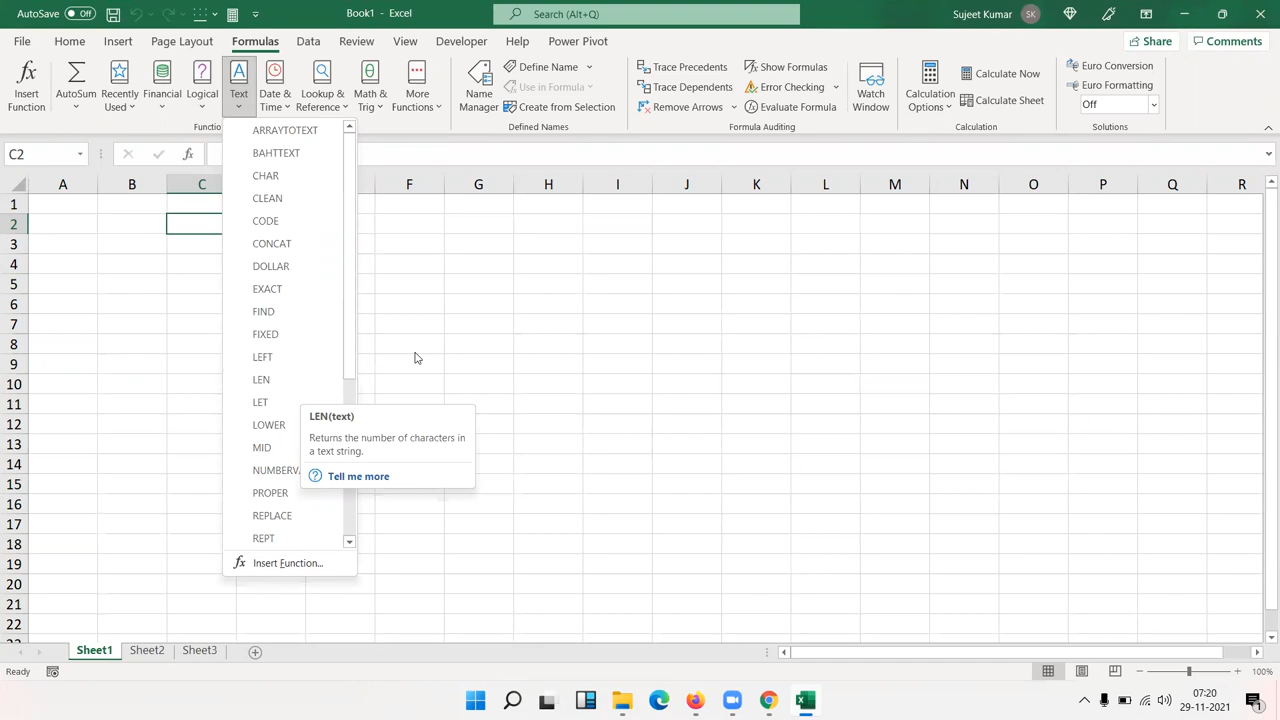 AutoSave Off
Book1 - Excel
Search (Alt+Q)
Sujeet Kumar SK
File Home Insert Page Layout Formulas Data Review View Developer Help Power Pivot
Share Comments
Insert Function
AutoSum
Recently Used
Financial
Logical
Text
Date & Time
Lookup & Reference
Math & Trig
More Functions
Name Manager
Define Name
Use in Formula
Create from Selection
Defined Names
Trace Precedents
Trace Dependents
Remove Arrows
Show Formulas
Error Checking
Evaluate Formula
Formula Auditing
Watch Window
Calculation Options
Calculate Now
Calculate Sheet
Calculation
Euro Conversion
Euro Formatting
Off
Solutions
C2
fx
A B C F G H I J K L M N O P Q R
1
2
3
4
5
6
7
8
9
10
11
12
13
14
15
16
17
18
19
20
21
22
ARRAYTOTEXT
BAHTTEXT
CHAR
CLEAN
CODE
CONCAT
DOLLAR
EXACT
FIND
FIXED
LEFT
LEN
LET
LOWER
MID
NUMBERV
PROPER
REPLACE
REPT
fx Insert Function...
LEN(text)
Returns the number of characters in
a text string.
Tell me more
Sheet1 Sheet2 Sheet3
Ready
100%
07:20
29-11-2021
1